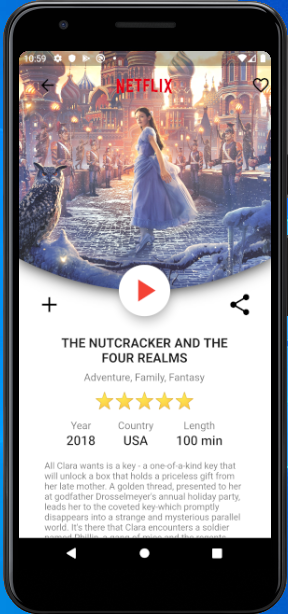 10:59
NETFLIX
THE NUTCRACKER AND THE
FOUR REALMS
Adventure, Family, Fantasy
Year Country Length
2018 USA 100 min
All Clara wants is a key - a one-of-a-kind key that
will unlock a box that holds a priceless gift from
her late mother. A golden thread, presented to her
at godfather Drosselmeyer's annual holiday party,
leads her to the coveted key-which promptly
disappears into a strange and mysterious parallel
world. It's there that Clara encounters a soldier
named Phillip, a gang of mice and the regents